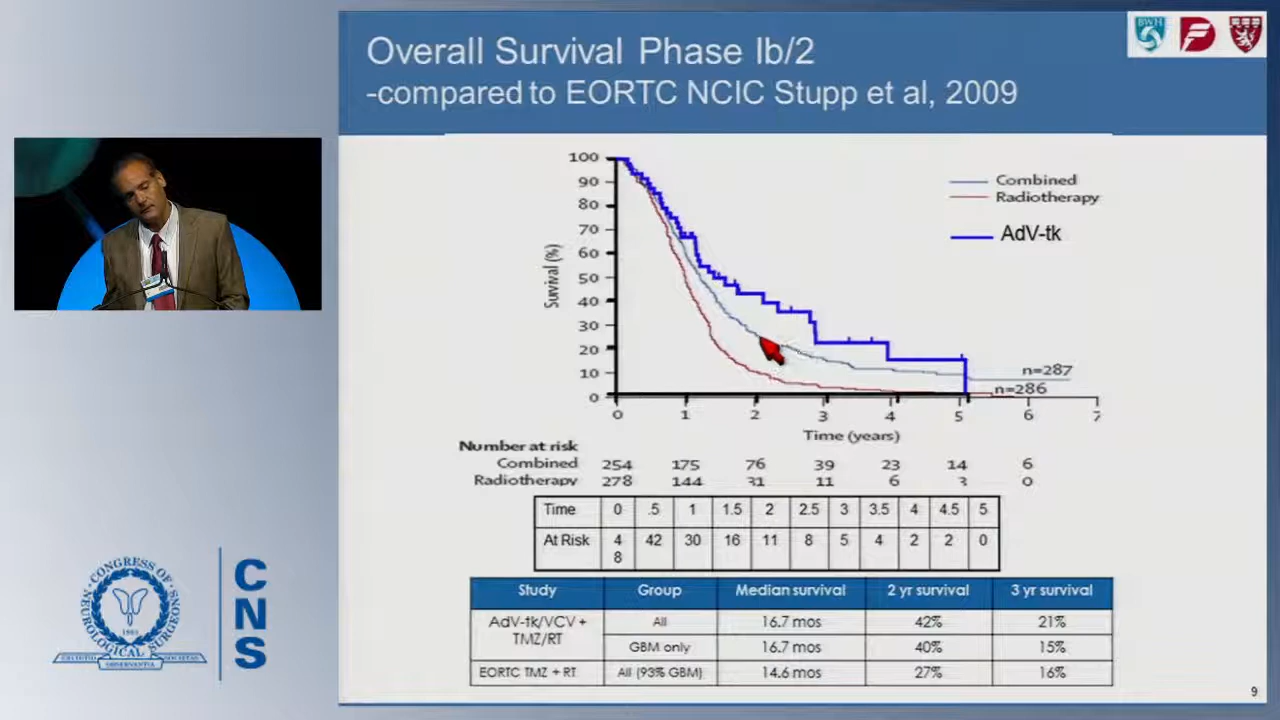 Overall Survival Phase Ib/2
-compared to EORTC NCIC Stupp et al, 2009
BWH
100
90
80
70
60
50
40
30
20
10
0
Survival (%)
Combined
Radiotherapy
AdV-tk
n=287
n=286
0 1 2 3 4 5 6 7
Time (years)
Number at risk
Combined 254 175 76 39 23 14 6
Radiotherapy 278 144 31 11 6 3 0
Time 0 .5 1 1.5 2 2.5 3 3.5 4 4.5 5
At Risk 48 42 30 16 11 8 5 4 2 2 0
Study Group Median survival 2 yr survival 3 yr survival
AdV-tk/VCV + TMZ/RT All 16.7 mos 42% 21%
GBM only 16.7 mos 40% 15%
EORTC TMZ + RT All (93% GBM) 14.6 mos 27% 16%
9
CONGRESS OF NEUROLOGICAL SURGEONS
1951
CNS